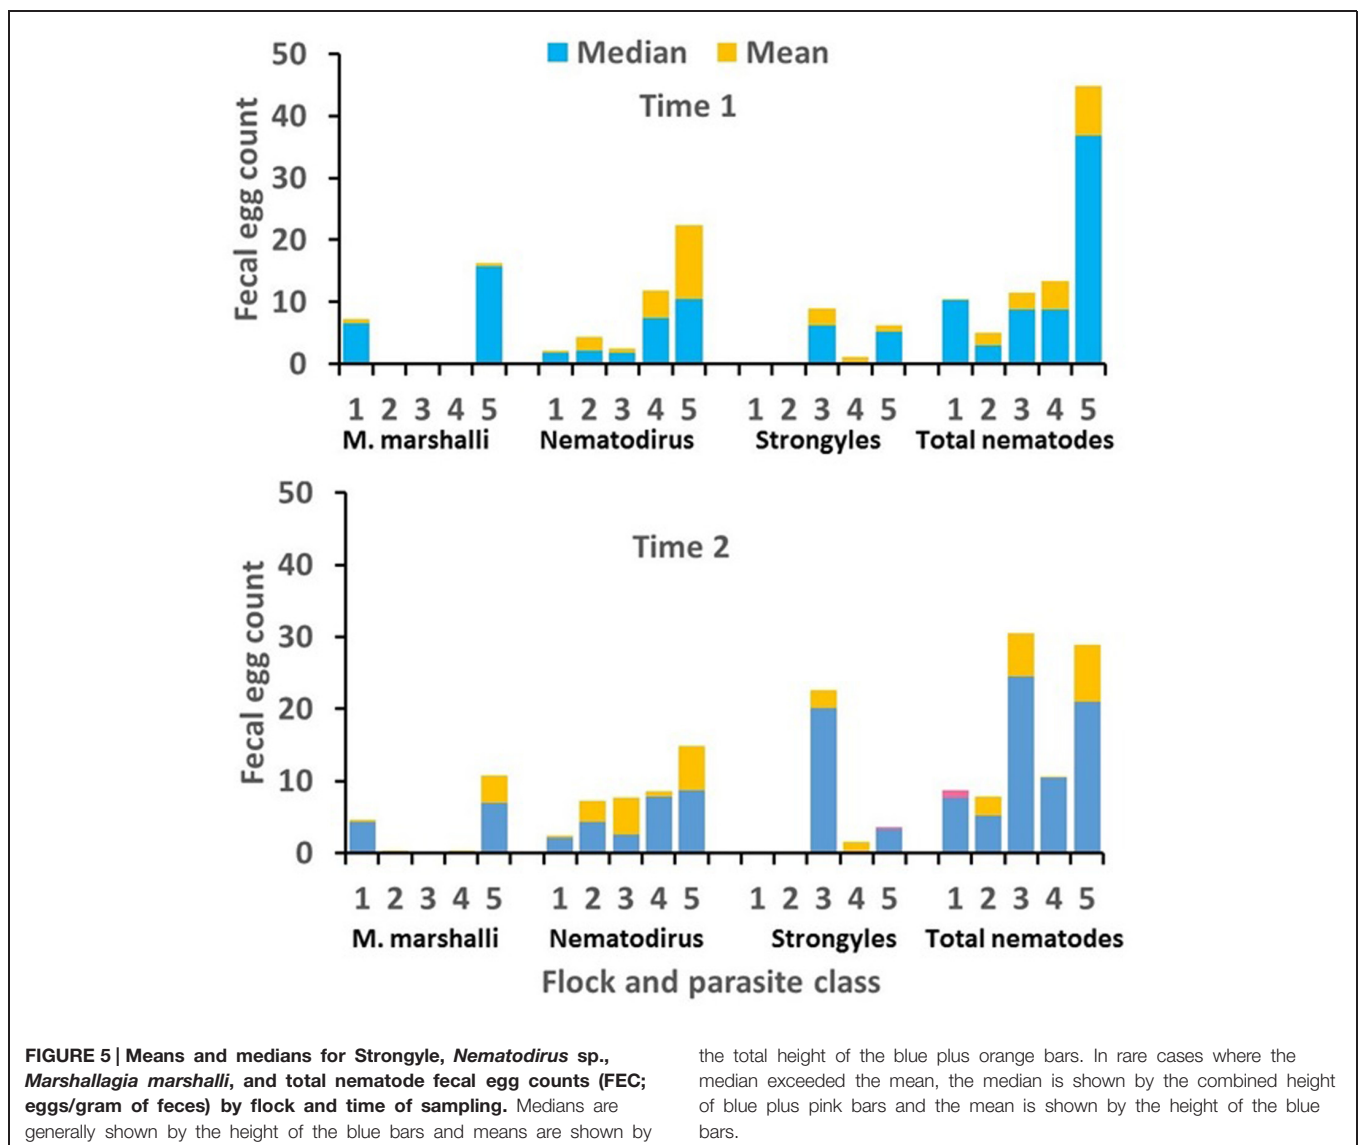 Median Mean
Time 1
Fecal egg count
50
40
30
20
10
0
1 2 3 4 5 1 2 3 4 5 1 2 3 4 5 1 2 3 4 5
M. marshalli Nematodirus Strongyles Total nematodes
Time 2
Fecal egg count
50
40
30
20
10
0
1 2 3 4 5 1 2 3 4 5 1 2 3 4 5 1 2 3 4 5
M. marshalli Nematodirus Strongyles Total nematodes
Flock and parasite class
FIGURE 5 | Means and medians for Strongyle, Nematodirus sp.,
Marshallagia marshalli, and total nematode fecal egg counts (FEC;
eggs/gram of feces) by flock and time of sampling. Medians are
generally shown by the height of the blue bars and means are shown by
the total height of the blue plus orange bars. In rare cases where the
median exceeded the mean, the median is shown by the combined height
of blue plus pink bars and the mean is shown by the height of the blue
bars.